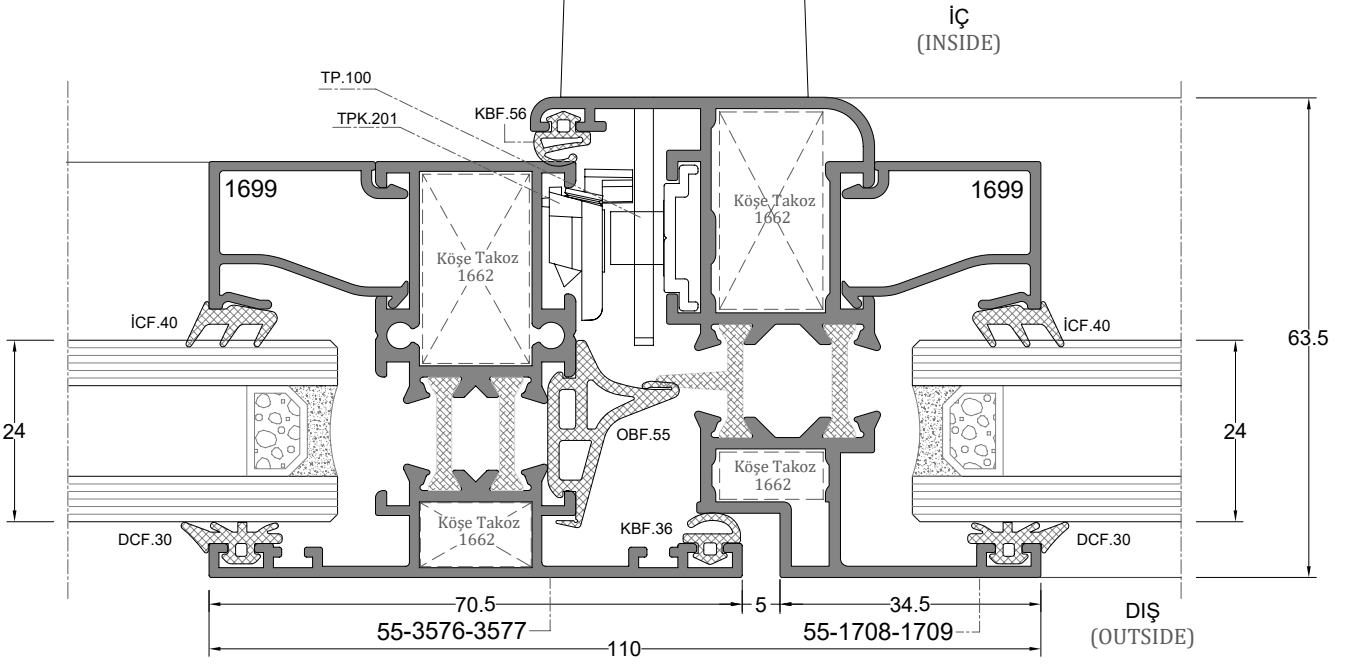 İÇ
(INSIDE)
TP.100
TPK.201
KBF.56
1699
1699
Köşe Takoz
1662
Köşe Takoz
1662
İCF.40
İCF.40
63.5
24
24
OBF.55
Köşe Takoz
1662
Köşe Takoz
1662
KBF.36
DCF.30
DCF.30
70.5
5
34.5
55-3576-3577
55-1708-1709
110
DIŞ
(OUTSIDE)